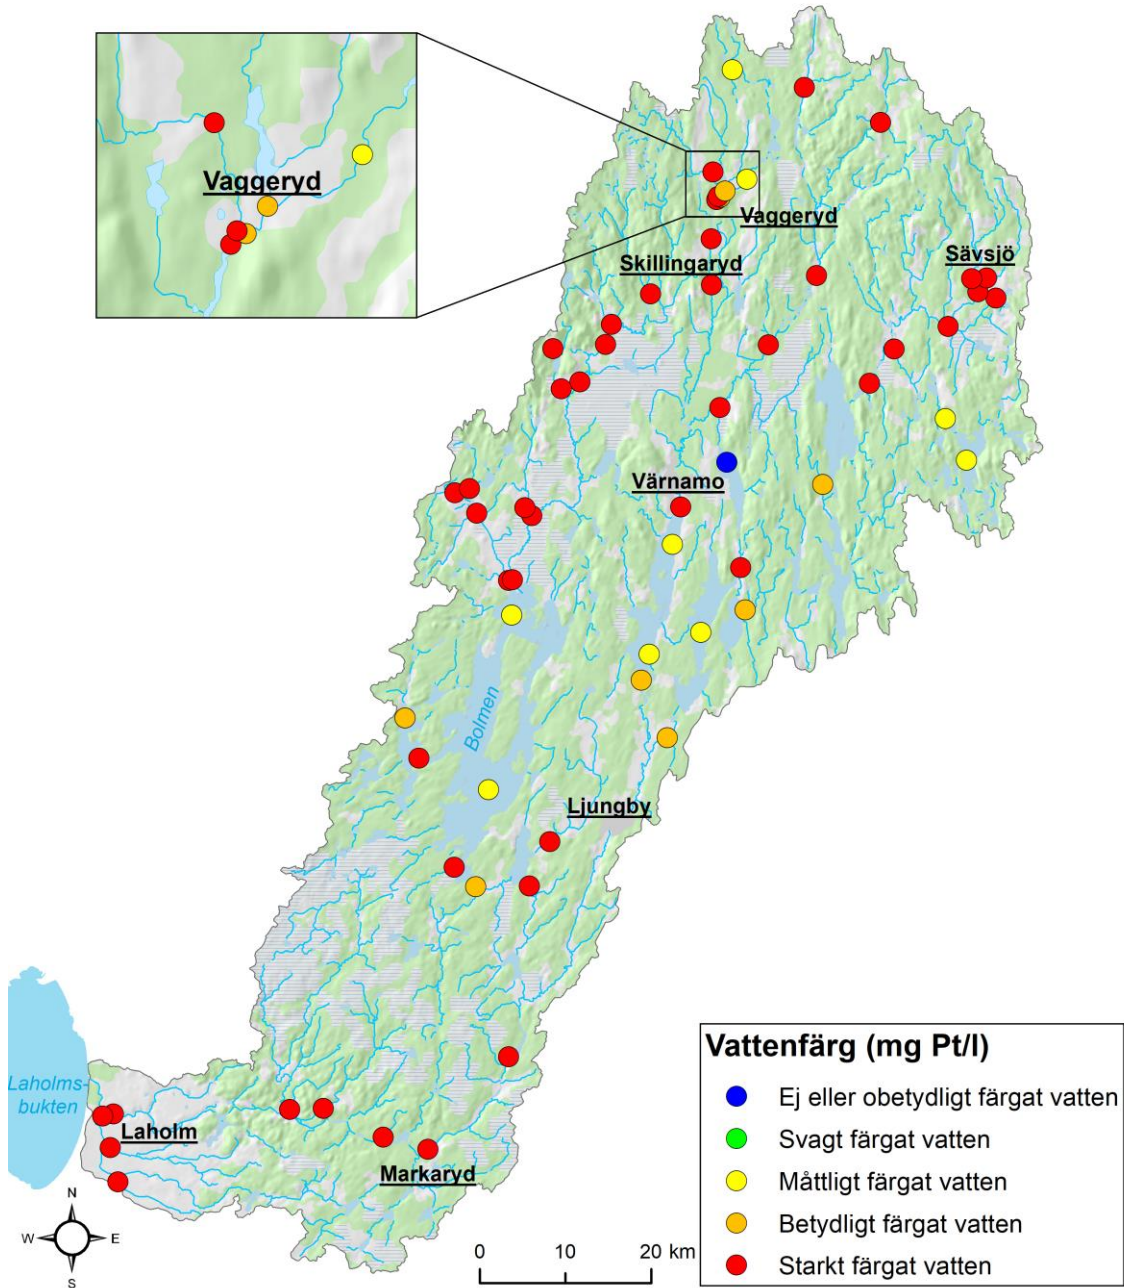 Vaggeryd
Vaggeryd
Skillingaryd
Sävsjö
Värnamo
Bolmen
Ljungby
Laholms-
bukten
Laholm
Markaryd
N
W
E
S
0 10 20 km
Vattenfärg (mg Pt/l)
Ej eller obetydligt färgat vatten
Svagt färgat vatten
Måttligt färgat vatten
Betydligt färgat vatten
Starkt färgat vatten